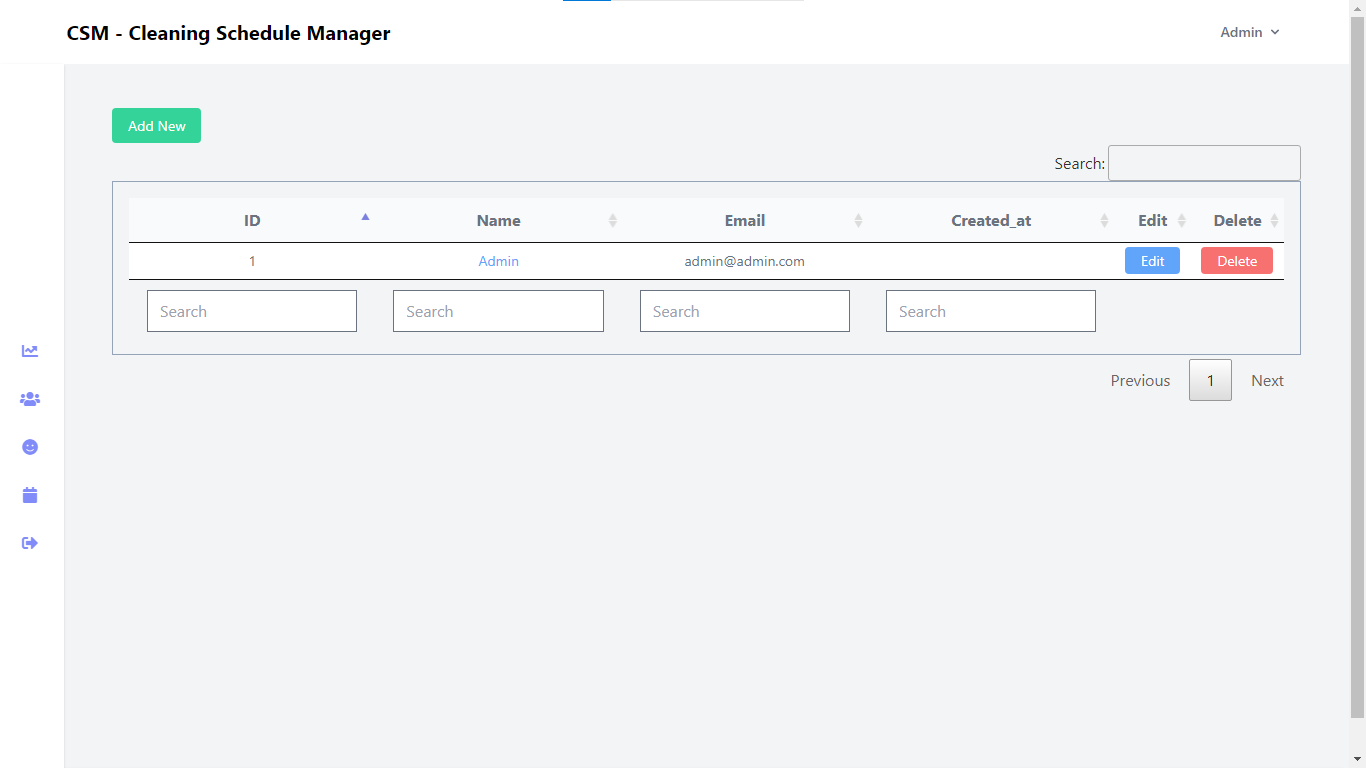 CSM - Cleaning Schedule Manager
Admin
Add New
Search:
ID Name Email Created_at Edit Delete
1 Admin admin@admin.com Edit Delete
Search Search Search Search
Previous 1 Next